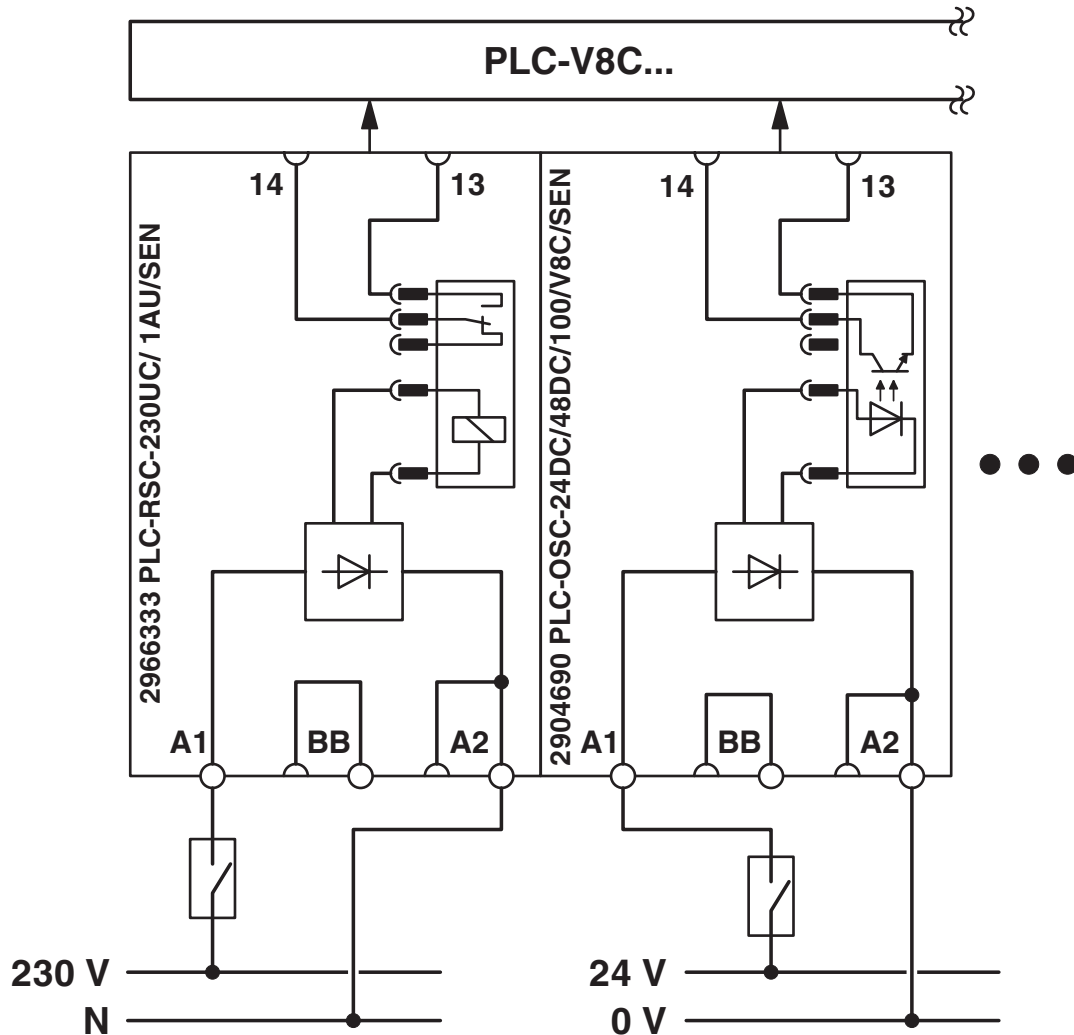 PLC-V8C...
14
13
2966333 PLC-RSC-230UC/ 1AU/SEN
A1
BB
A2
14
13
2904690 PLC-OSC-24DC/48DC/100/V8C/SEN
A1
BB
A2
230 V
N
24 V
0 V